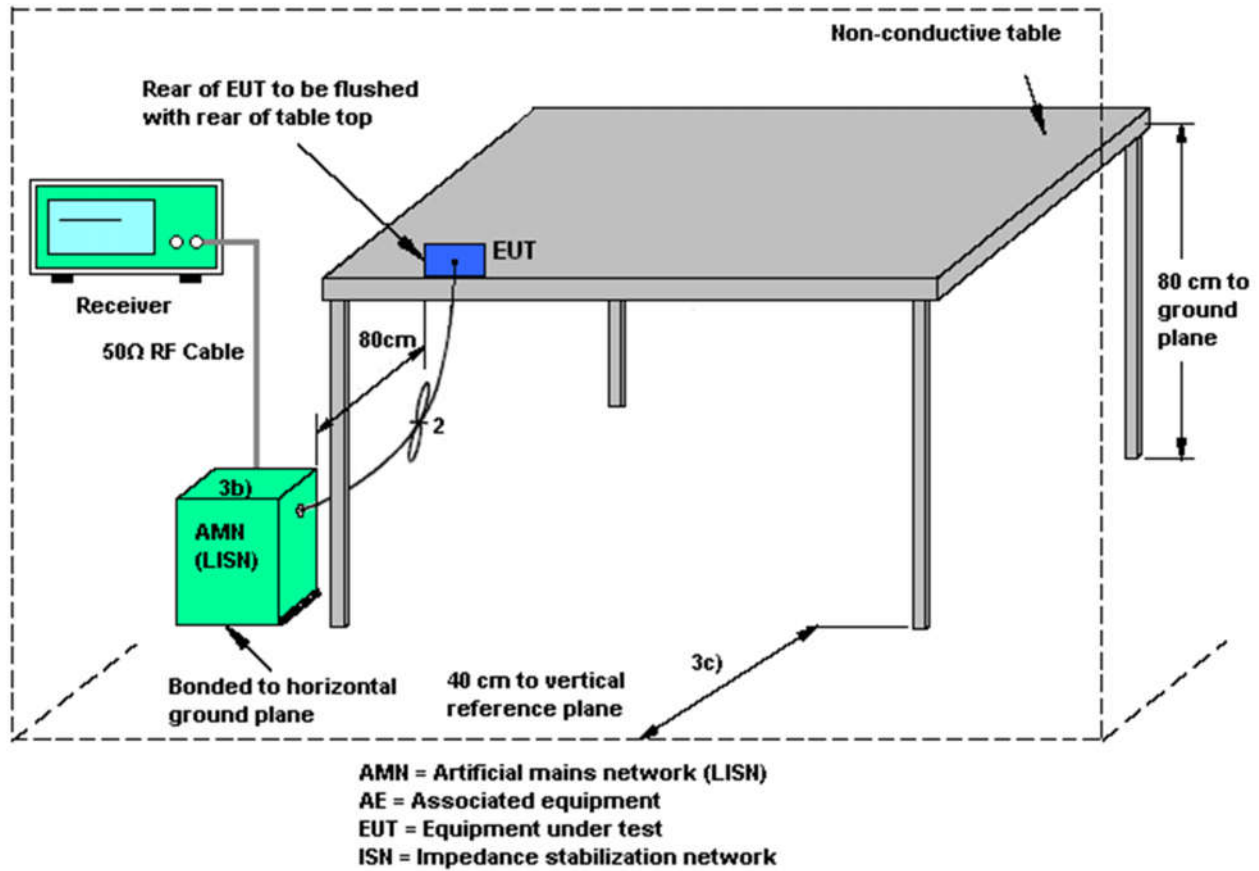 Non-conductive table
Rear of EUT to be flushed
with rear of table top
EUT
Receiver
50Ω RF Cable
80cm
80 cm to
ground
plane
2
3b)
AMN
(LISN)
3c)
Bonded to horizontal
ground plane
40 cm to vertical
reference plane
AMN = Artificial mains network (LISN)
AE = Associated equipment
EUT = Equipment under test
ISN = Impedance stabilization network